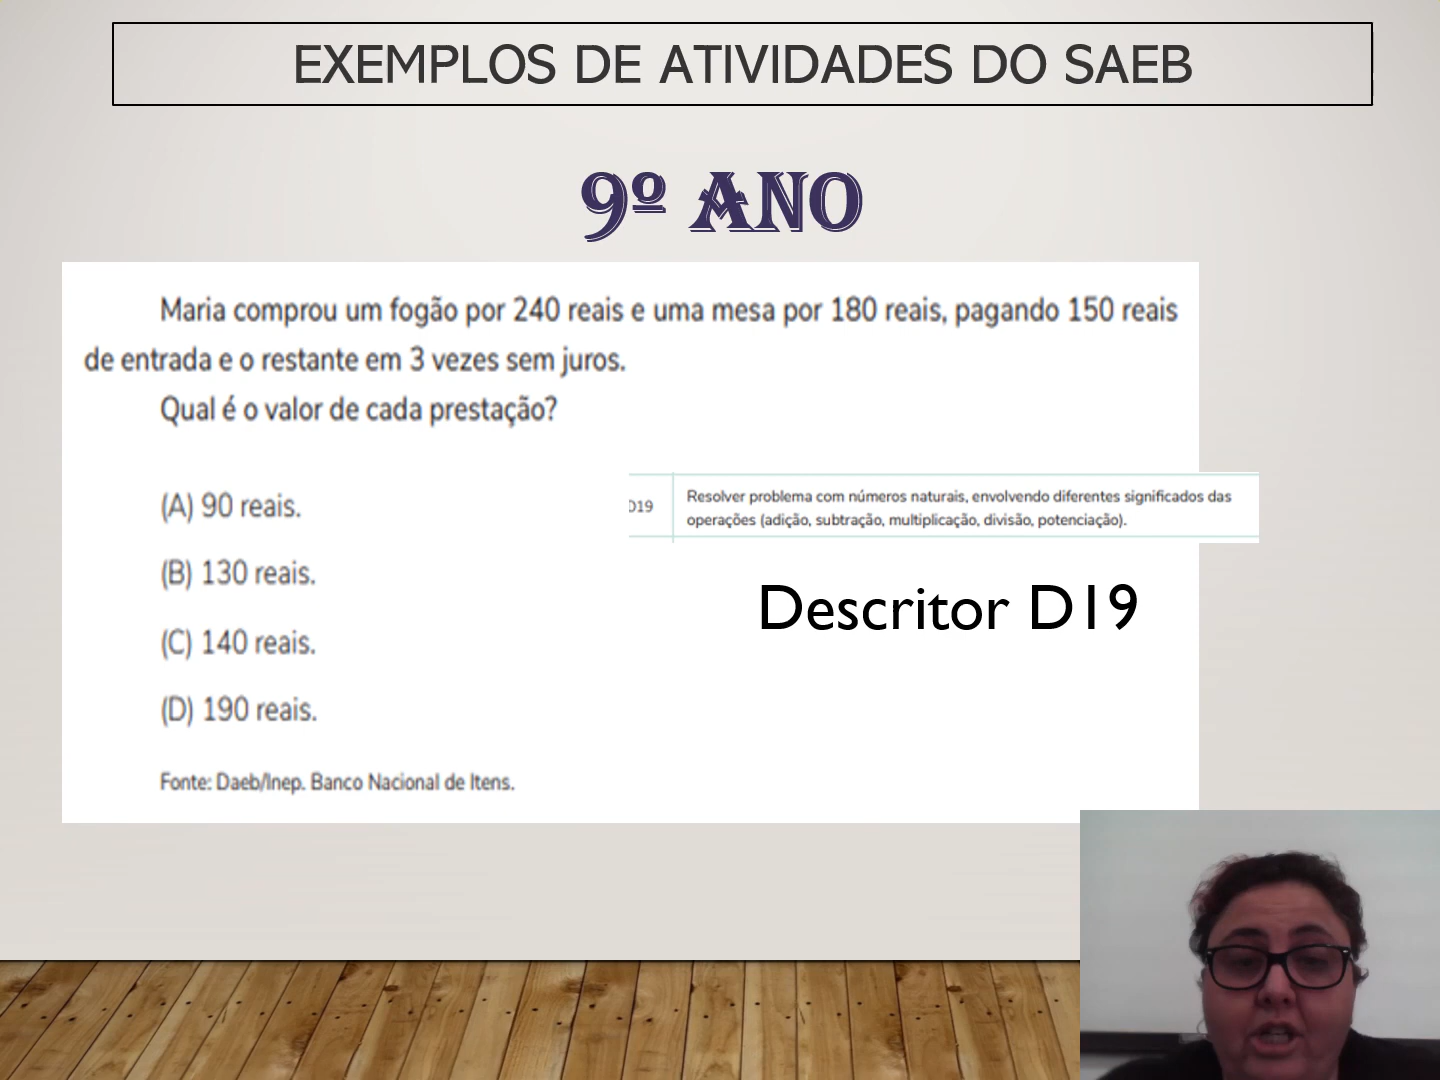 EXEMPLOS DE ATIVIDADES DO SAEB
9º ANO
Maria comprou um fogão por 240 reais e uma mesa por 180 reais, pagando 150 reais
de entrada e o restante em 3 vezes sem juros.
Qual é o valor de cada prestação?
(A) 90 reais.
(B) 130 reais.
(C) 140 reais.
(D) 190 reais.
Fonte: Daeb/Inep. Banco Nacional de Itens.
D19
Resolver problema com números naturais, envolvendo diferentes significados das
operações (adição, subtração, multiplicação, divisão, potenciação).
Descritor D19